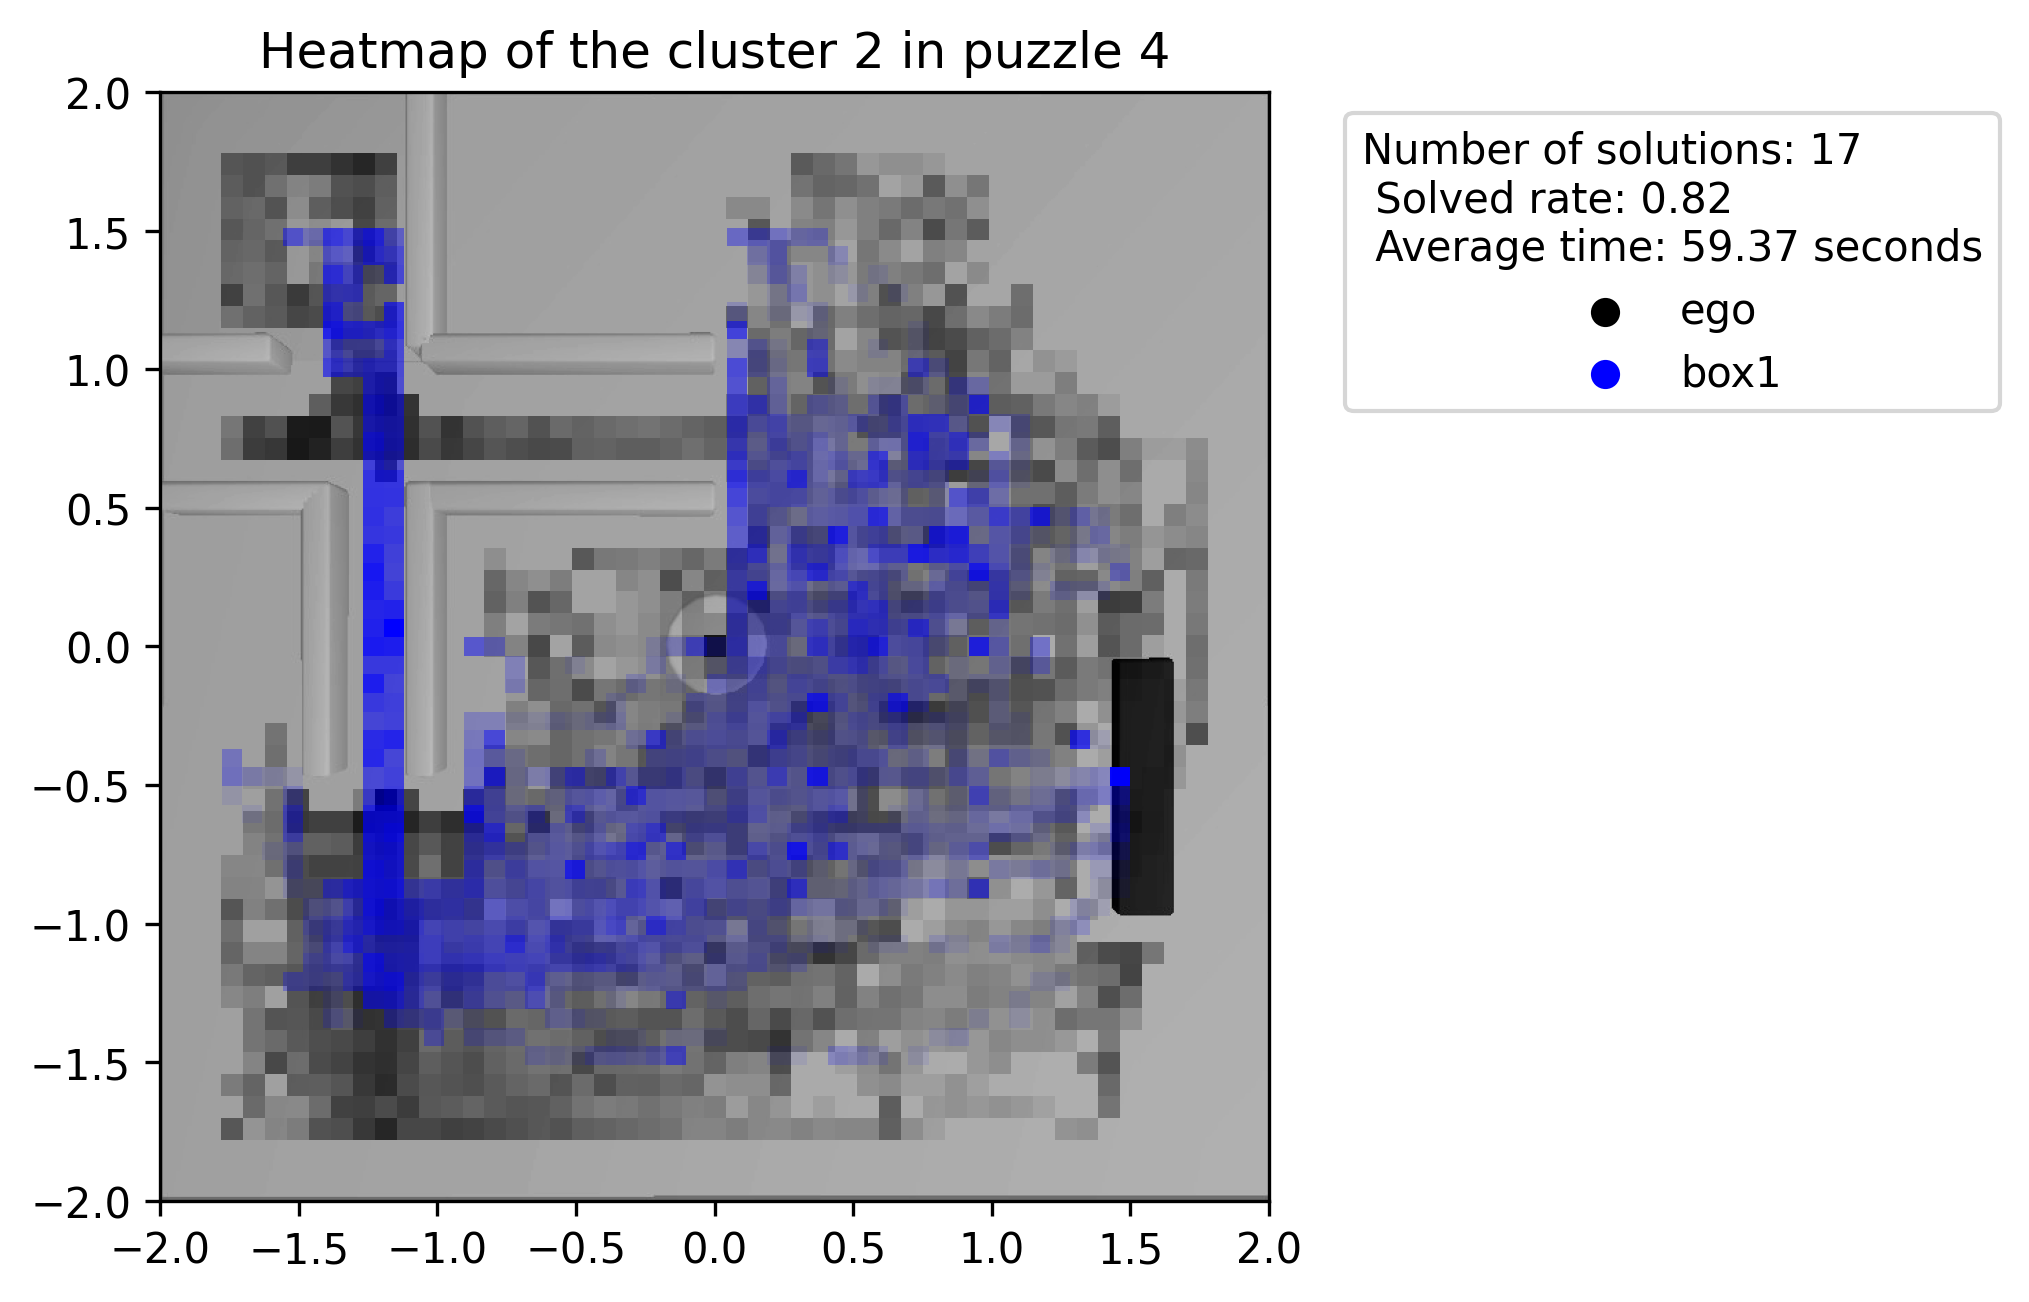 Heatmap of the cluster 2 in puzzle 4
Number of solutions: 17
Solved rate: 0.82
Average time: 59.37 seconds
ego
box1
2.0
1.5
1.0
0.5
0.0
−0.5
−1.0
−1.5
−2.0
−2.0 −1.5 −1.0 −0.5 0.0 0.5 1.0 1.5 2.0